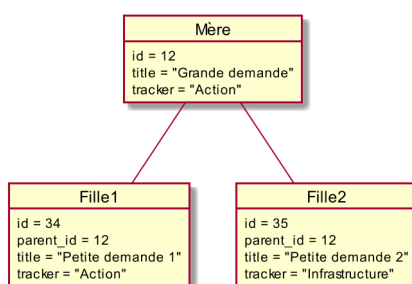 Mère
id = 12
title = "Grande demande"
tracker = "Action"
Fille1
id = 34
parent_id = 12
title = "Petite demande 1"
tracker = "Action"
Fille2
id = 35
parent_id = 12
title = "Petite demande 2"
tracker = "Infrastructure"